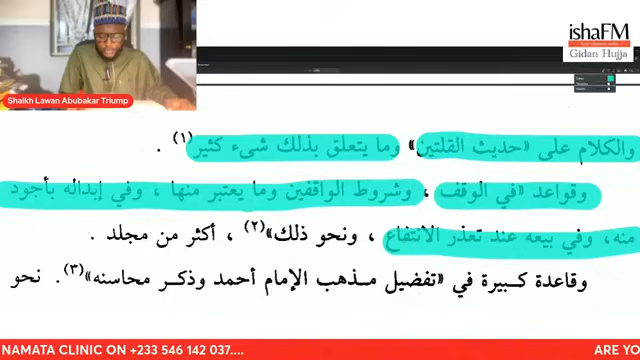 ishaFM
Gidan Hujja
Shaikh Lawan Abubakar Triump
والكلام على «حديث القلتين» وما يتعلق بذلك شيء كثير (١) .
وقواعد «في الوقف ، وشروط الواقفين وما يعتبر منها ، وفي إبداله بأجود
منه، وفي بيعه عند تعذر الانتفاع ، ونحو ذلك» (٢) ، أكثر من مجلد .
وقاعدة كبيرة في «تفضيل مذهب الإمام أحمد وذكر محاسنه» (٣) . نحو
NAMATA CLINIC ON +233 546 142 037.... ARE YO